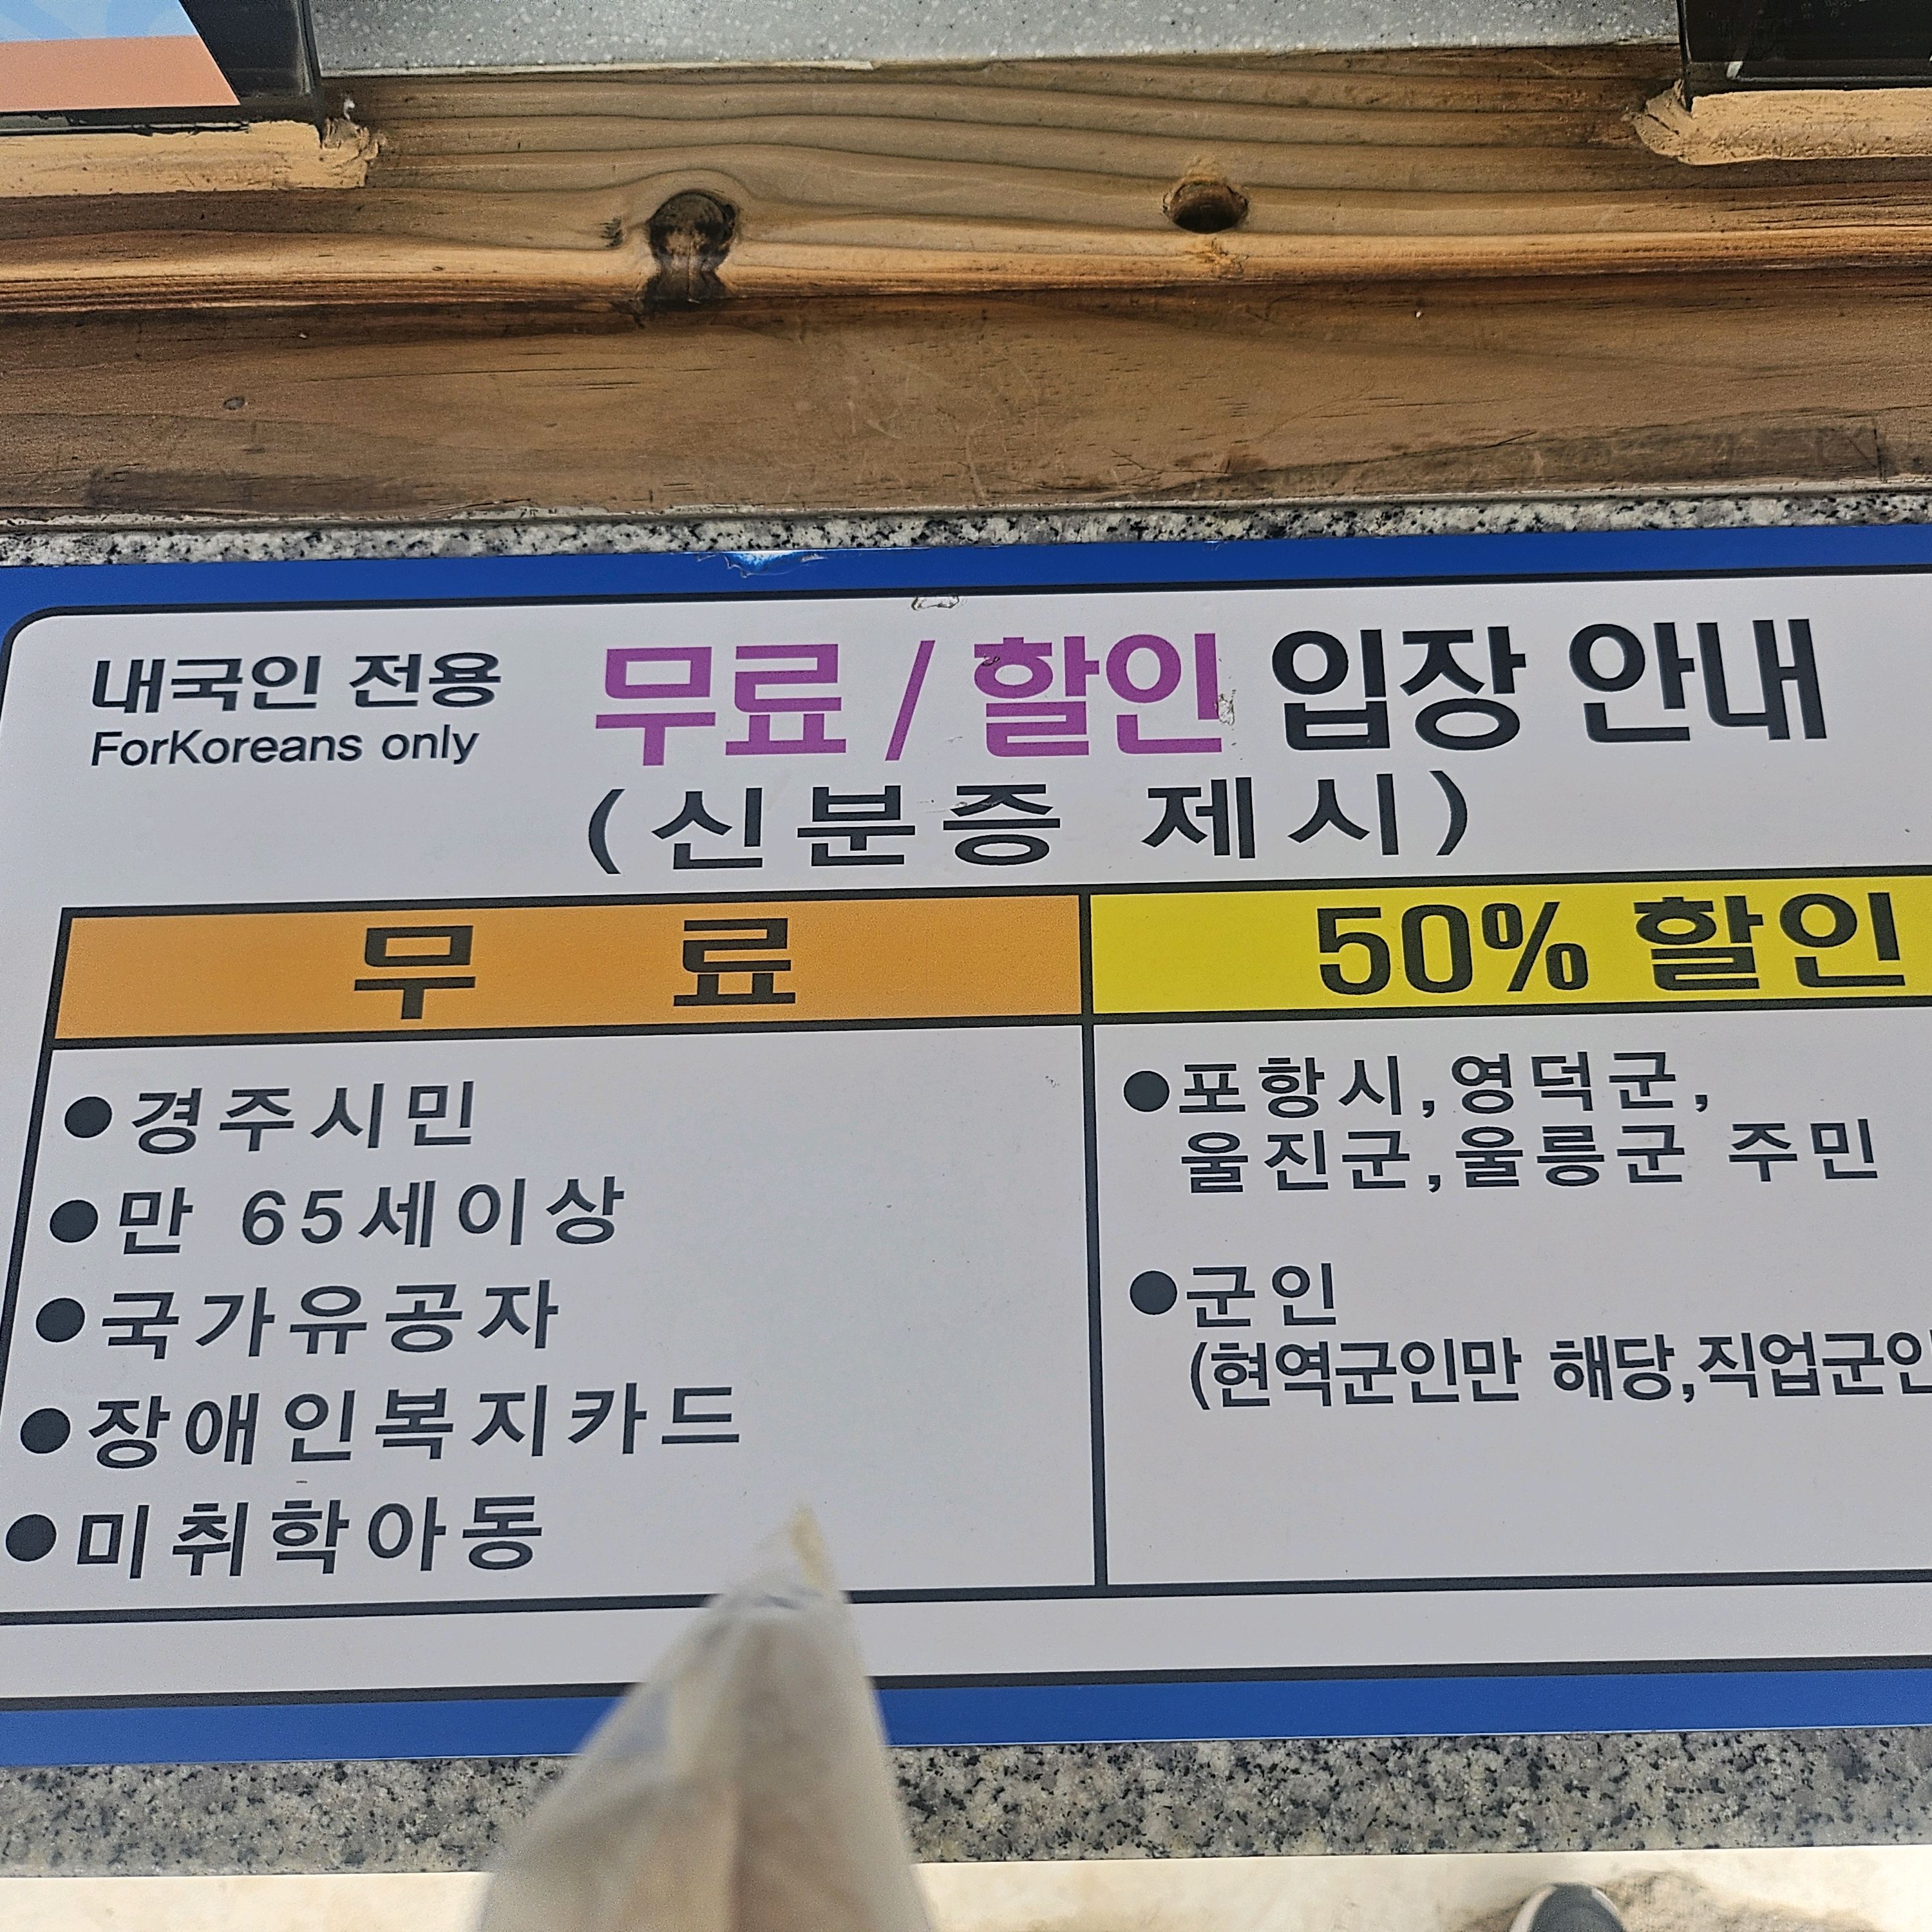 내국인 전용
ForKoreans only
무료 / 할인 입장 안내
(신분증 제시)
무 료
●경주시민
●만 65세이상
●국가유공자
●장애인복지카드
●미취학아동
50% 할인
●포항시,영덕군,
울진군,울릉군 주민
●군인
(현역군인만 해당,직업군인